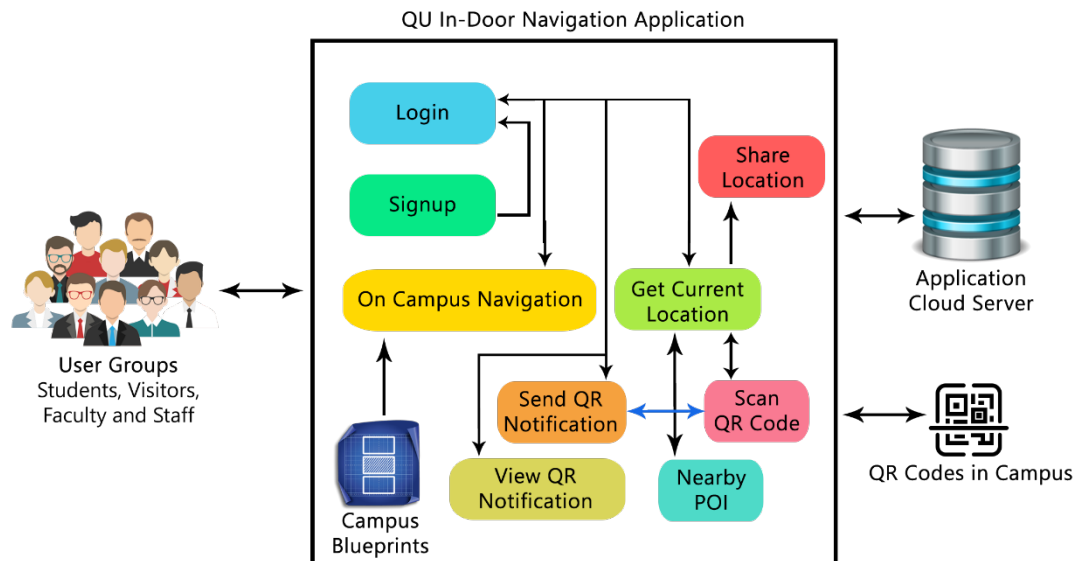 QU In-Door Navigation Application
Login
Signup
Share
Location
On Campus Navigation
Get Current
Location
Send QR
Notification
Scan
QR Code
View QR
Notification
Nearby
POI
Campus
Blueprints
User Groups
Students, Visitors,
Faculty and Staff
Application
Cloud Server
QR Codes in Campus